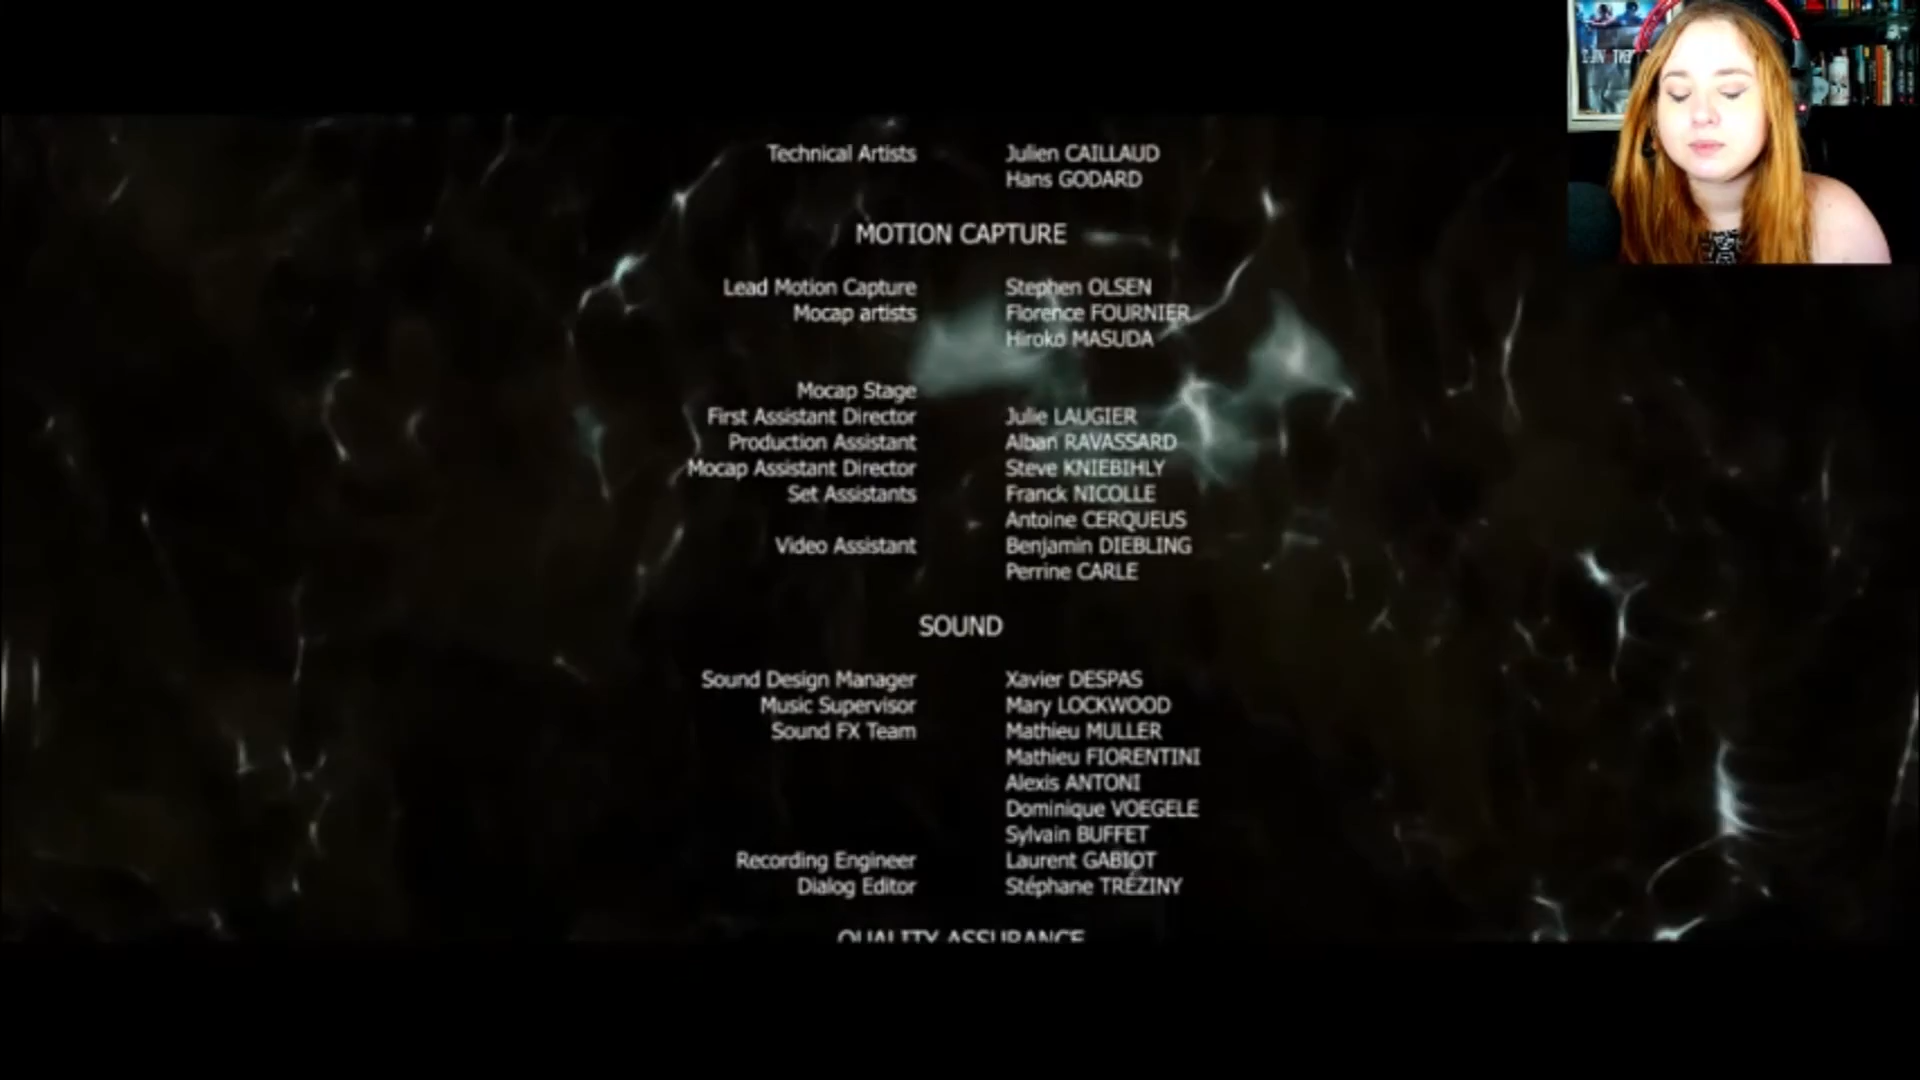 Technical Artists Julien CAILLAUD
Hans GODARD
MOTION CAPTURE
Lead Motion Capture Stephen OLSEN
Mocap artists Florence FOURNIER
Hiroko MASUDA
Mocap Stage
First Assistant Director Julie LAUGIER
Production Assistant Alban RAVASSARD
Mocap Assistant Director Steve KNIEBIHLY
Set Assistants Franck NICOLLE
Antoine CERQUEUS
Video Assistant Benjamin DIEBLING
Perrine CARLE
SOUND
Sound Design Manager Xavier DESPAS
Music Supervisor Mary LOCKWOOD
Sound FX Team Mathieu MULLER
Mathieu FIORENTINI
Alexis ANTONI
Dominique VOEGELE
Sylvain BUFFET
Recording Engineer Laurent GABIOT
Dialog Editor Stéphane TRÉZINY
QUALITY ASSURANCE